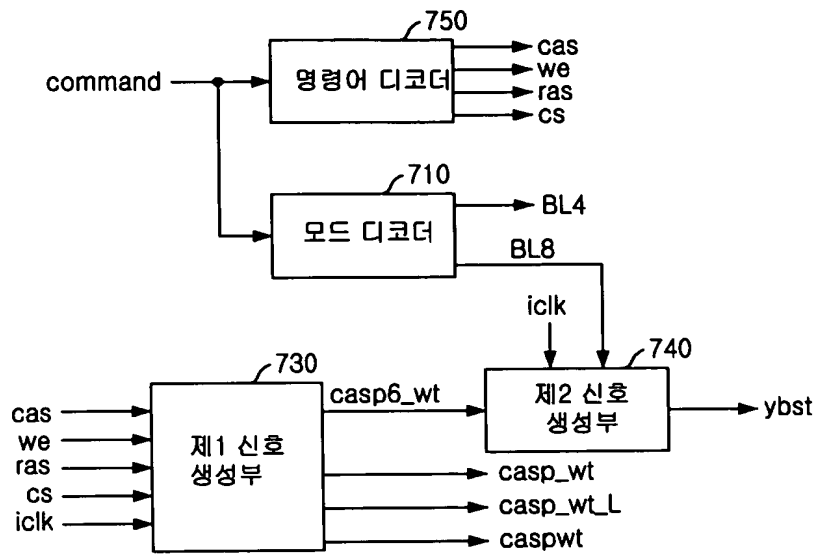 750
command
명령어 디코더
cas
we
ras
cs
710
모드 디코더
BL4
BL8
iclk
730
740
cas
we
ras
cs
iclk
제1 신호
생성부
casp6_wt
제2 신호
생성부
ybst
casp_wt
casp_wt_L
caspwt